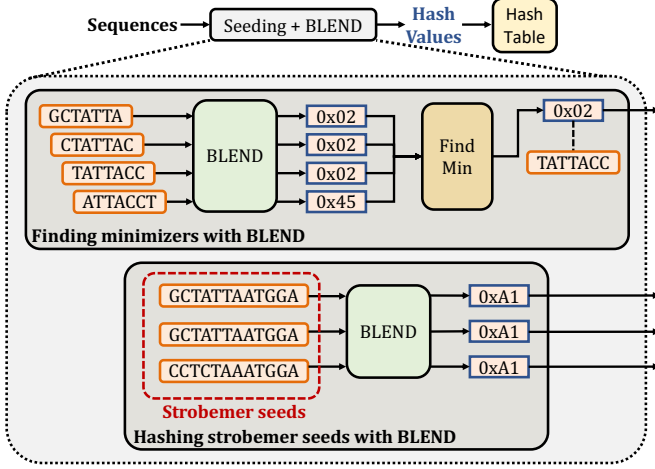 Sequences
Seeding + BLEND
Hash
Values
Hash
Table
GCTATTA
CTATTAC
TATTACC
ATTACCT
BLEND
0x02
0x02
0x02
0x45
Find
Min
0x02
TATTACC
Finding minimizers with BLEND
GCTATTAATGGA
GCTATTAATGGA
CCTCTAAATGGA
Strobemer seeds
BLEND
0xA1
0xA1
0xA1
Hashing strobemer seeds with BLEND